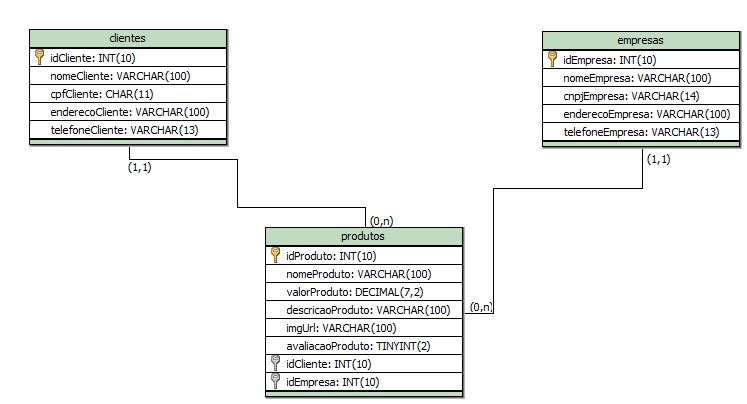 clientes
idCliente: INT(10)
nomeCliente: VARCHAR(100)
cpfCliente: CHAR(11)
enderecoCliente: VARCHAR(100)
telefoneCliente: VARCHAR(13)
(1,1)
empresas
idEmpresa: INT(10)
nomeEmpresa: VARCHAR(100)
cnpjEmpresa: VARCHAR(14)
enderecoEmpresa: VARCHAR(100)
telefoneEmpresa: VARCHAR(13)
(1,1)
(0,n)
produtos
idProduto: INT(10)
nomeProduto: VARCHAR(100)
valorProduto: DECIMAL(7,2)
descricaoProduto: VARCHAR(100)
imgUrl: VARCHAR(100)
avaliacaoProduto: TINYINT(2)
idCliente: INT(10)
idEmpresa: INT(10)
(0,n)